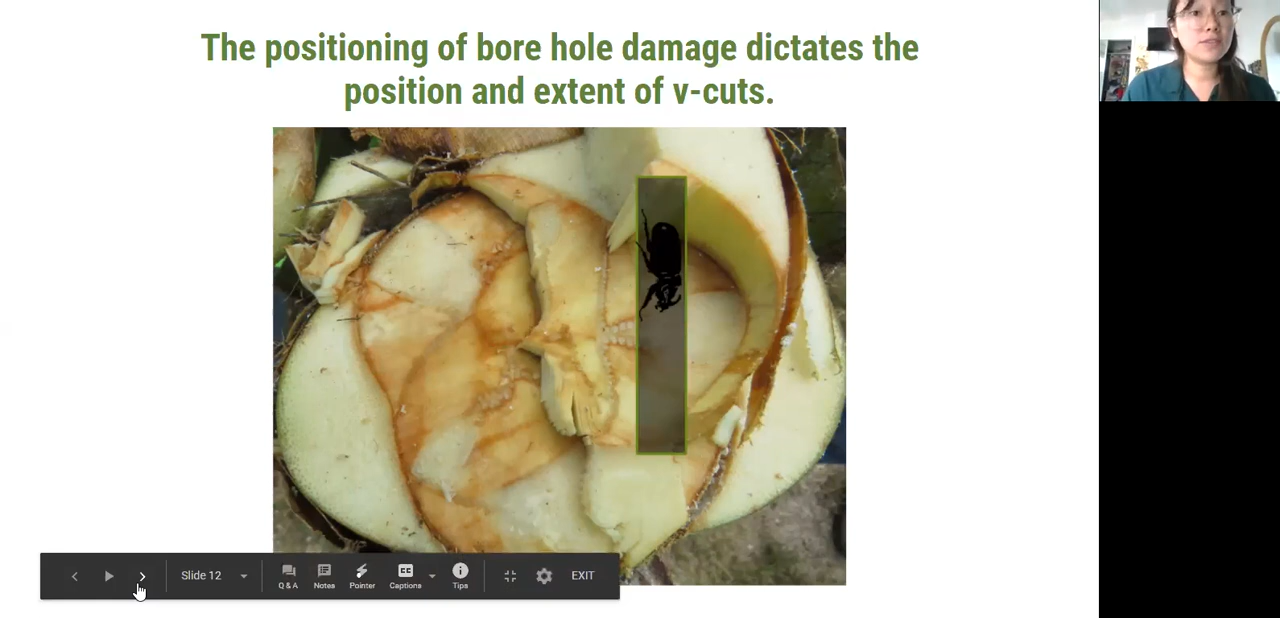 The positioning of bore hole damage dictates the
position and extent of v-cuts.
Slide 12
Q & A
Notes
Pointer
CC
Captions
Tips
EXIT